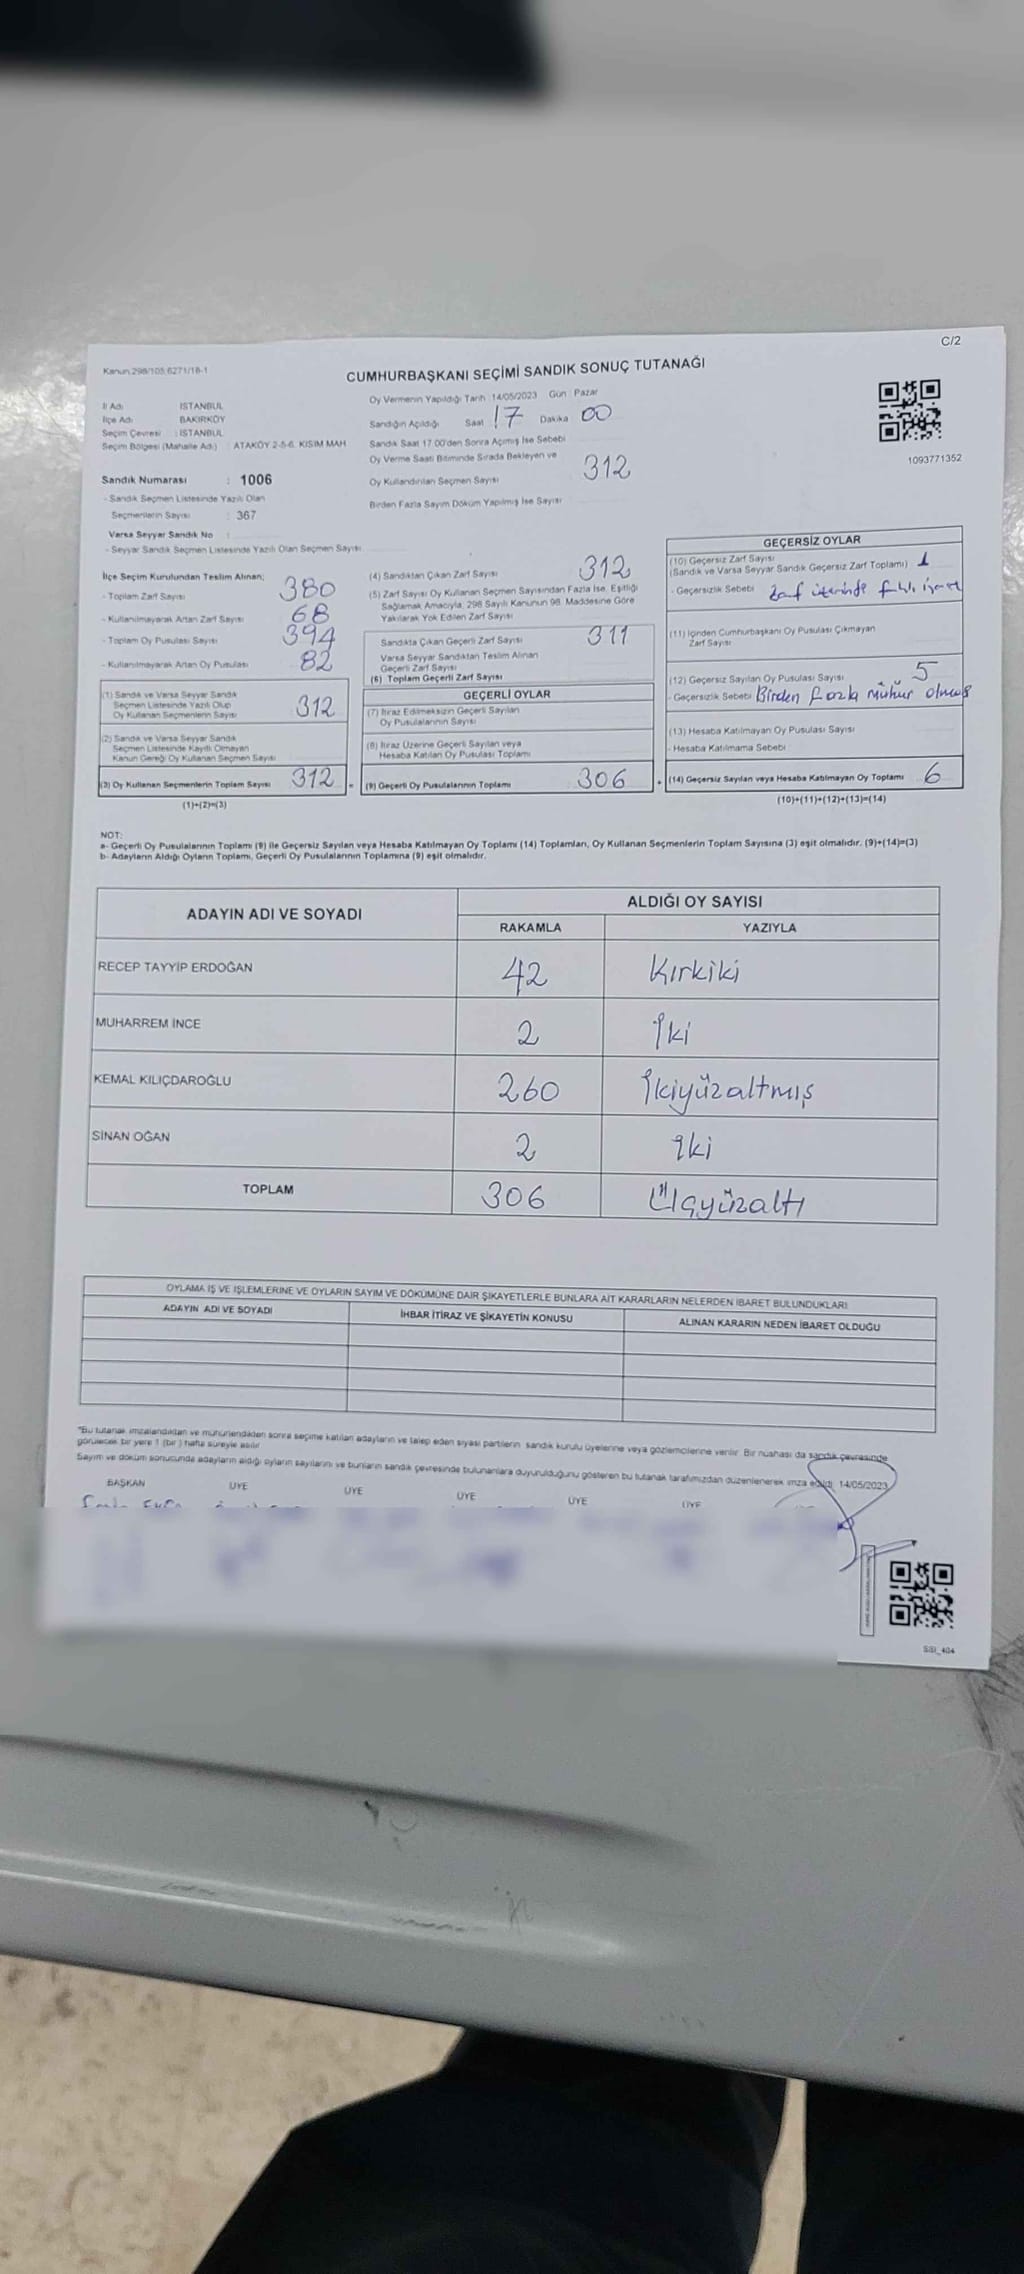 C/2
Kanun 298/105;6271/18-1
CUMHURBAŞKANI SEÇİMİ SANDIK SONUÇ TUTANAĞI
İl Adı : İSTANBUL
İlçe Adı : BAKIRKÖY
Seçim Çevresi : İSTANBUL
Seçim Bölgesi (Mahalle Adı) : ATAKÖY 2-5-6. KISIM MAH
Sandık Numarası : 1006
- Sandık Seçmen Listesinde Yazılı Olan
Seçmenlerin Sayısı : 367
Varsa Seyyar Sandık No :
- Seyyar Sandık Seçmen Listesinde Yazılı Olan Seçmen Sayısı
Oy Vermenin Yapıldığı Tarih : 14/05/2023 Gün : Pazar
Sandığın Açıldığı Saat 17 Dakika 00
Sandık Saat 17.00'den Sonra Açımış İse Sebebi
Oy Verme Saati Bitiminde Sırada Bekleyen ve
Oy Kullandırılan Seçmen Sayısı 312
Birden Fazla Sayım Döküm Yapılmış İse Sayısı
1093771352
İlçe Seçim Kurulundan Teslim Alınan;
- Toplam Zarf Sayısı 380
- Kullanılmayarak Artan Zarf Sayısı 68
- Toplam Oy Pusulası Sayısı 394
- Kullanılmayarak Artan Oy Pusulası 82
(1) Sandık ve Varsa Seyyar Sandık
Seçmen Listesinde Yazılı Olup
Oy Kullanan Seçmenlerin Sayısı 312
(2) Sandık ve Varsa Seyyar Sandık
Seçmen Listesinde Kayıtlı Olmayan
Kanun Gereği Oy Kullanan Seçmen Sayısı
(3) Oy Kullanan Seçmenlerin Toplam Sayısı 312 =
(1)+(2)=(3)
(4) Sandıktan Çıkan Zarf Sayısı 312
(5) Zarf Sayısı Oy Kullanan Seçmen Sayısından Fazla İse, Eşitliği
Sağlamak Amacıyla, 298 Sayılı Kanunun 98. Maddesine Göre
Yakılarak Yok Edilen Zarf Sayısı
Sandıkta Çıkan Geçerli Zarf Sayısı 311
Varsa Seyyar Sandıktan Teslim Alınan
Geçerli Zarf Sayısı
(6) Toplam Geçerli Zarf Sayısı
GEÇERLİ OYLAR
(7) İtiraz Edilmeksizin Geçerli Sayılan
Oy Pusulalarının Sayısı
(8) İtiraz Üzerine Geçerli Sayılan veya
Hesaba Katılan Oy Pusulası Toplamı
(9) Geçerli Oy Pusulalarının Toplamı 306 +
GEÇERSİZ OYLAR
(10) Geçersiz Zarf Sayısı
(Sandık ve Varsa Seyyar Sandık Geçersiz Zarf Toplamı) 1
- Geçersizlik Sebebi Zarf üzerinde farklı işaret
(11) İçinden Cumhurbaşkanı Oy Pusulası Çıkmayan
Zarf Sayısı
(12) Geçersiz Sayılan Oy Pusulası Sayısı 5
- Geçersizlik Sebebi Birden fazla mühür olması
(13) Hesaba Katılmayan Oy Pusulası Sayısı
- Hesaba Katılmama Sebebi
(14) Geçersiz Sayılan veya Hesaba Katılmayan Oy Toplamı 6
(10)+(11)+(12)+(13)=(14)
NOT:
a- Geçerli Oy Pusulalarının Toplamı (9) ile Geçersiz Sayılan veya Hesaba Katılmayan Oy Toplamı (14) Toplamları, Oy Kullanan Seçmenlerin Toplam Sayısına (3) eşit olmalıdır. (9)+(14)=(3)
b- Adayların Aldığı Oyların Toplamı, Geçerli Oy Pusulalarının Toplamına (9) eşit olmalıdır.
ADAYIN ADI VE SOYADI ALDIĞI OY SAYISI
RAKAMLA YAZIYLA
RECEP TAYYİP ERDOĞAN 42 Kırkiki
MUHARREM İNCE 2 İki
KEMAL KILIÇDAROĞLU 260 İkiyüzaltmış
SİNAN OĞAN 2 iki
TOPLAM 306 Üçyüzaltı
OYLAMA İŞ VE İŞLEMLERİNE VE OYLARIN SAYIM VE DÖKÜMÜNE DAİR ŞİKAYETLERLE BUNLARA AİT KARARLARIN NELERDEN İBARET BULUNDUKLARI
ADAYIN ADI VE SOYADI İHBAR İTİRAZ VE ŞİKAYETİN KONUSU ALINAN KARARIN NEDEN İBARET OLDUĞU
*Bu tutanak imzalandıktan ve mühürlendikten sonra seçime katılan adayların ve talep eden siyasi partilerin sandık kurulu üyelerine veya gözlemcilerine verilir. Bir nüshası da sandık çevresinde
görülecek bir yere 1 (bir) hafta süreyle asılır.
Sayım ve döküm sonucunda adayların aldığı oyların sayılarını ve bunların sandık çevresinde bulunanlara duyurulduğunu gösteren bu tutanak tarafımızdan düzenlenerek imza edildi. 14/05/2023
BAŞKAN ÜYE ÜYE ÜYE ÜYE ÜYE
SSI_404